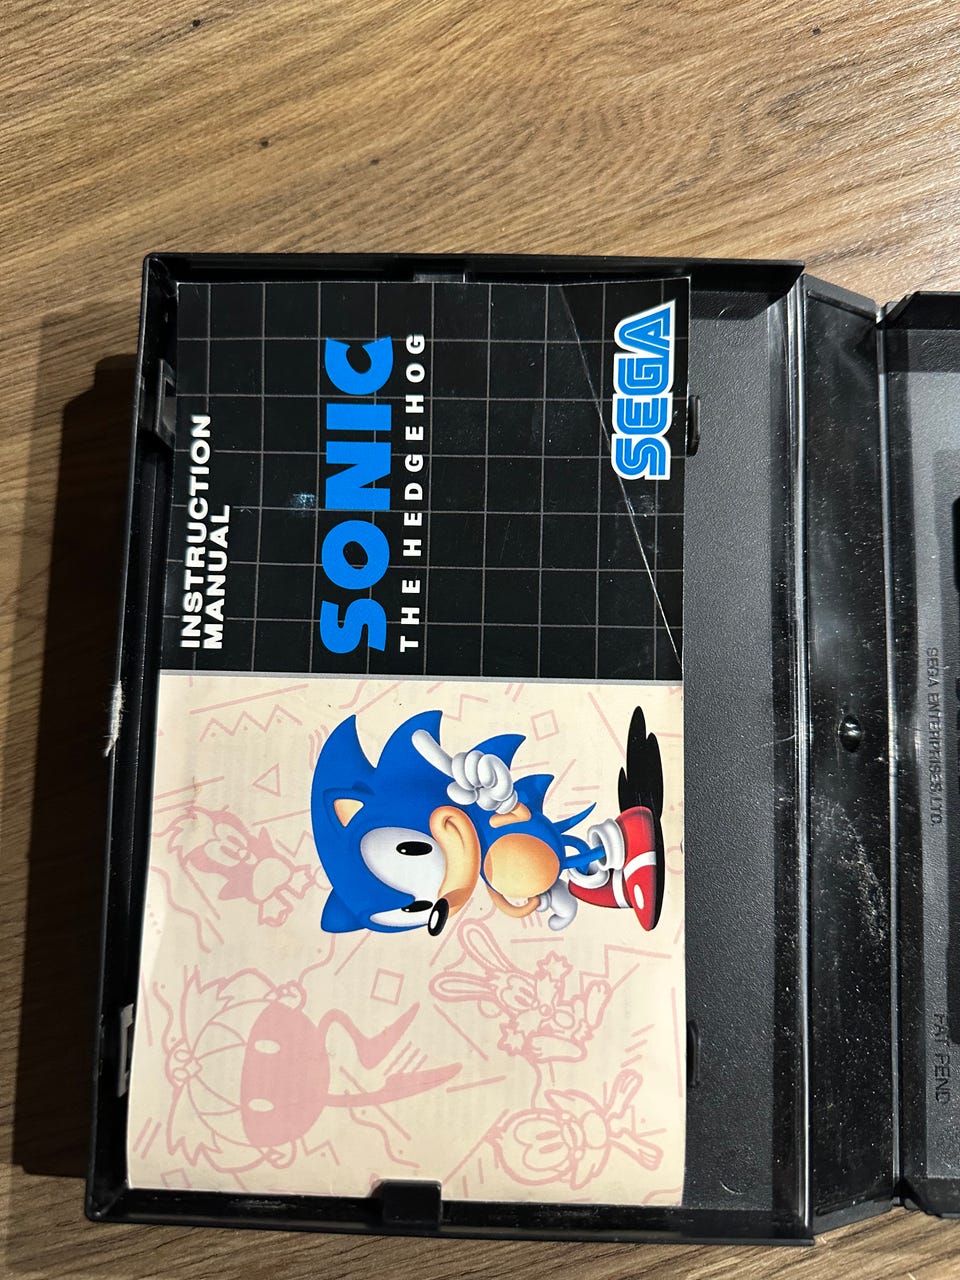 INSTRUCTION
MANUAL
SONIC
THE HEDGEHOG
SEGA
SEGA ENTERPRISES, LTD.
PAT. PEND